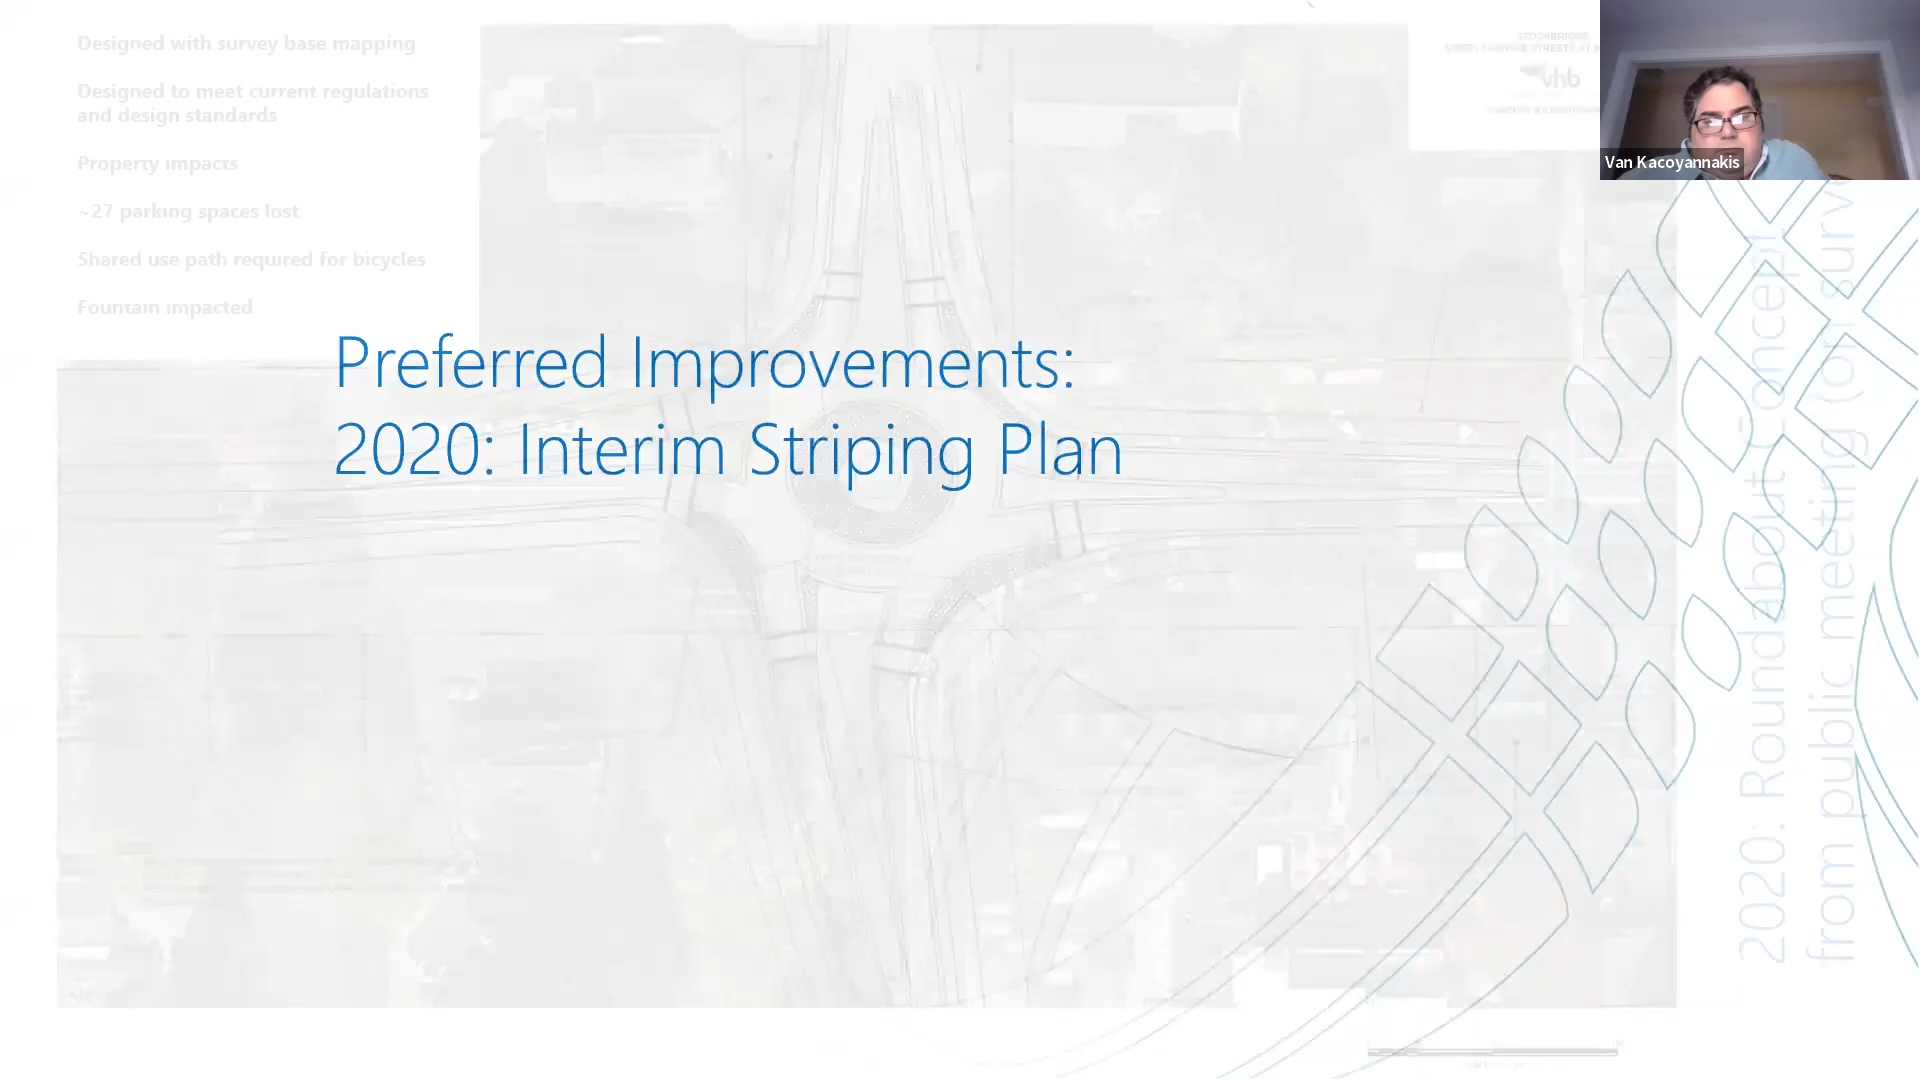 Designed with survey base mapping
Designed to meet current regulations
and design standards
Property impacts
~27 parking spaces lost
Shared use path required for bicycles
Fountain impacted
vhb
Van Kacoyannakis
Preferred Improvements:
2020: Interim Striping Plan
2020: Roundabout Concept
from public meeting (on surve